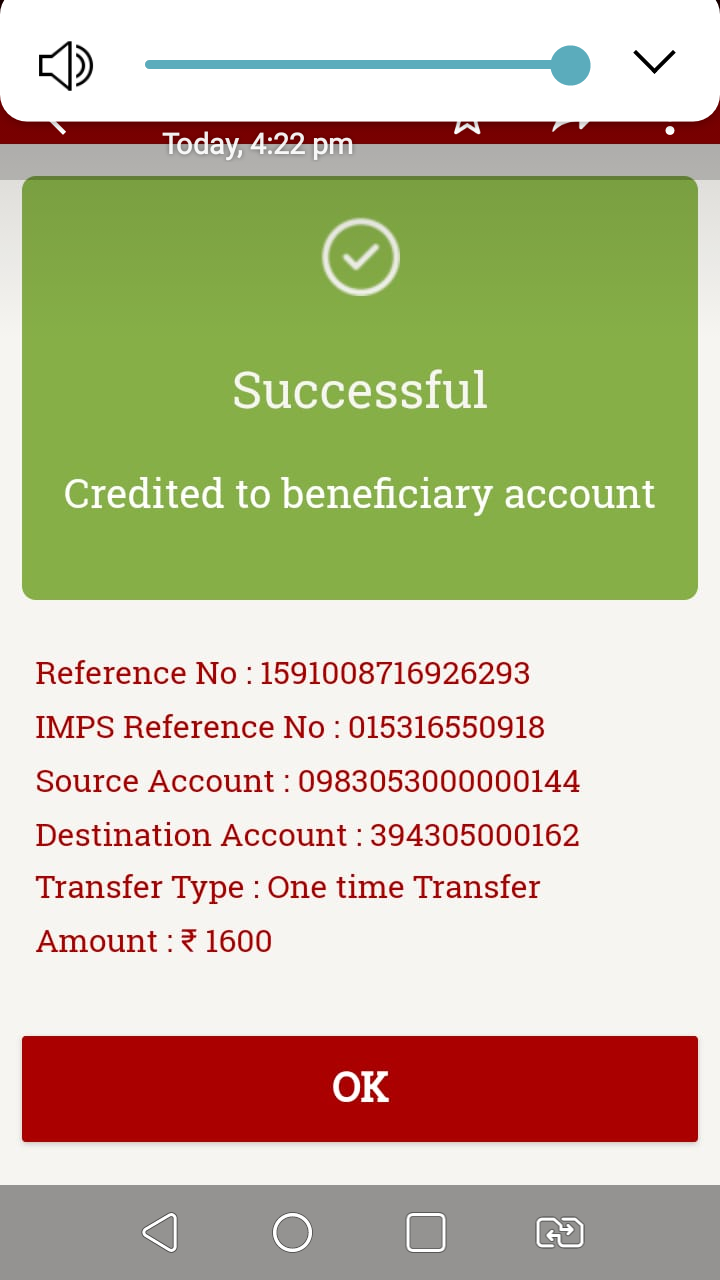 Today, 4:22 pm
Successful
Credited to beneficiary account
Reference No : 1591008716926293
IMPS Reference No : 015316550918
Source Account : 0983053000000144
Destination Account : 394305000162
Transfer Type : One time Transfer
Amount : ₹ 1600
OK